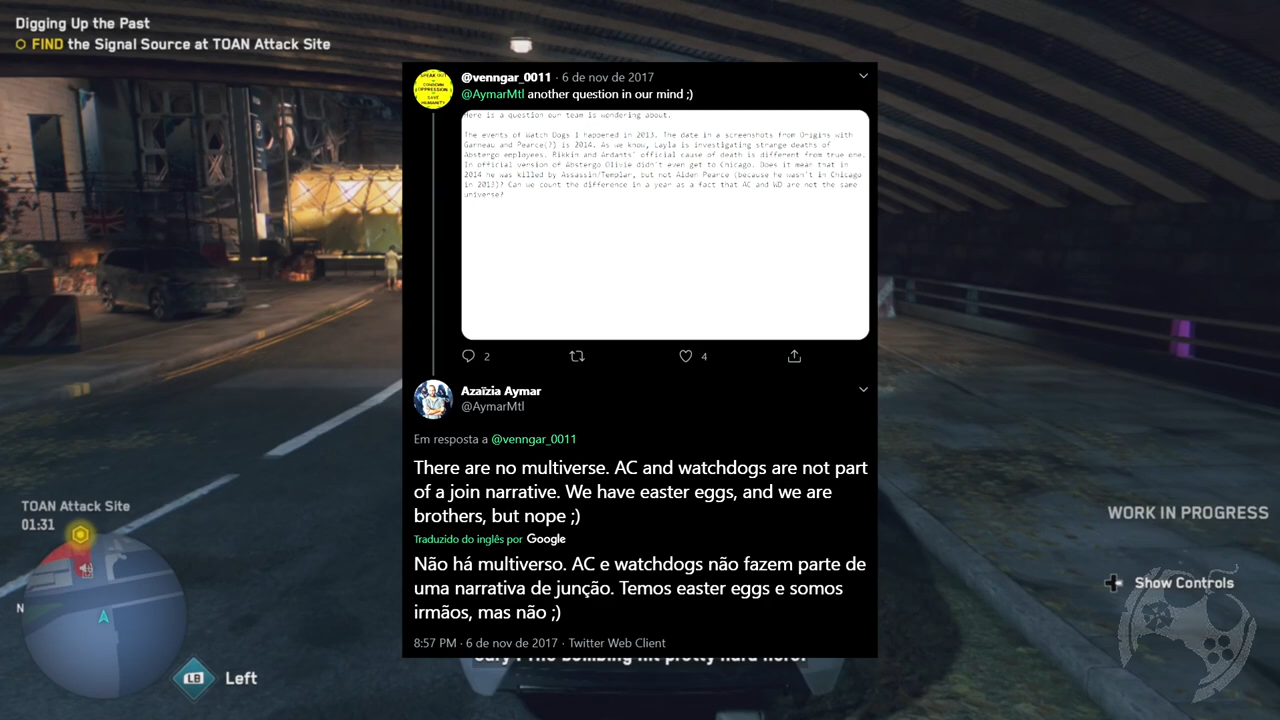 Digging Up the Past
FIND the Signal Source at TOAN Attack Site
@venngar_0011 · 6 de nov de 2017
@AymarMtl another question in our mind ;)
Here is a question our team is wondering about.
The events of Watch Dogs 1 happened in 2013. The date in a screenshots from Origins with
Garneau and Pearce(?) is 2014. As we know, Layla is investigating strange deaths of
Abstergo employees. Rikkin and Ardants' official cause of death is different from true one.
In official version of Abstergo Olivie didn't even get to Chicago. Does it mean that in
2014 he was killed by Assassin/Templar, but not Aiden Pearce (because he wasn't in Chicago
in 2013)? Can we count the difference in a year as a fact that AC and WD are not the same
universe?
2 4
Azaïzia Aymar
@AymarMtl
Em resposta a @venngar_0011
There are no multiverse. AC and watchdogs are not part
of a join narrative. We have easter eggs, and we are
brothers, but nope ;)
Traduzido do inglês por Google
Não há multiverso. AC e watchdogs não fazem parte de
uma narrativa de junção. Temos easter eggs e somos
irmãos, mas não ;)
8:57 PM · 6 de nov de 2017 · Twitter Web Client
TOAN Attack Site
01:31
N
LB Left
WORK IN PROGRESS
Show Controls